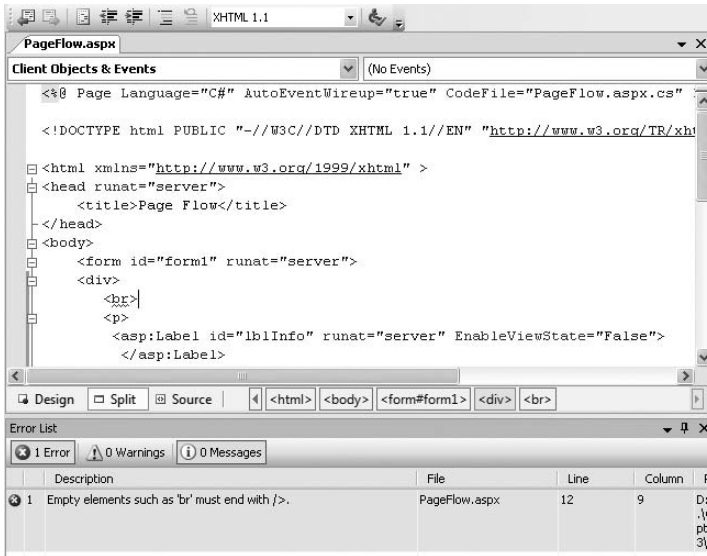 XHTML 1.1
PageFlow.aspx
Client Objects & Events
(No Events)
<%@ Page Language="C#" AutoEventWireup="true" CodeFile="PageFlow.aspx.cs"
<!DOCTYPE html PUBLIC "-//W3C//DTD XHTML 1.1//EN" "http://www.w3.org/TR/xht
<html xmlns="http://www.w3.org/1999/xhtml" >
<head runat="server">
<title>Page Flow</title>
</head>
<body>
<form id="form1" runat="server">
<div>
<br>
<p>
<asp:Label id="lblInfo" runat="server" EnableViewState="False">
</asp:Label>
Design Split Source <html> <body> <form#form1> <div> <br>
Error List
1 Error 0 Warnings 0 Messages
Description File Line Column
1 Empty elements such as 'br' must end with />. PageFlow.aspx 12 9 D:
.\
pt
3\